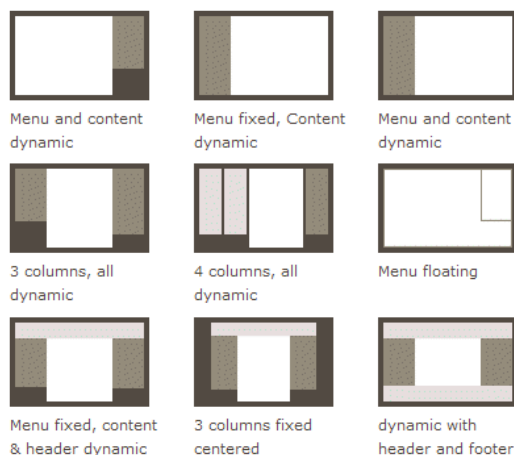 Menu and content
dynamic
Menu fixed, Content
dynamic
Menu and content
dynamic
3 columns, all
dynamic
4 columns, all
dynamic
Menu floating
Menu fixed, content
& header dynamic
3 columns fixed
centered
dynamic with
header and footer